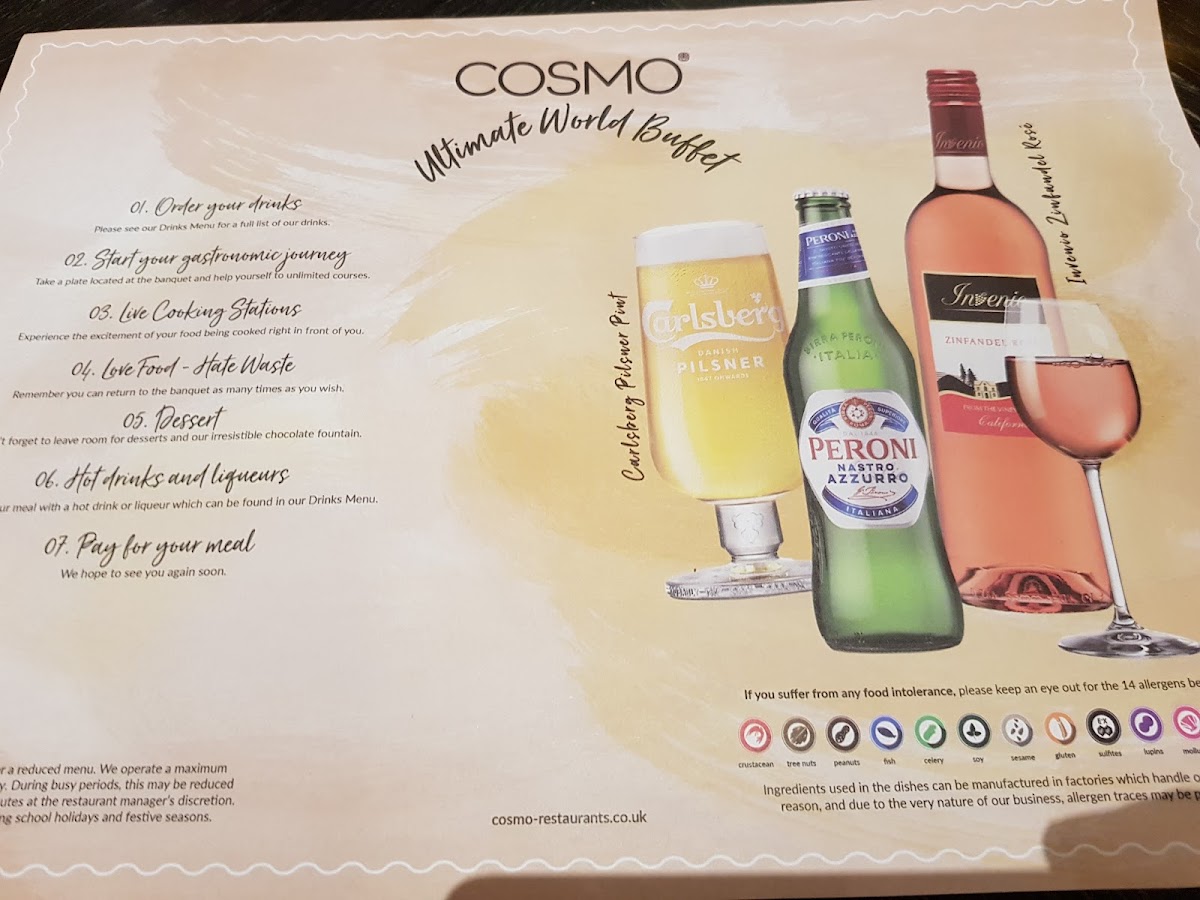 COSMO®
Ultimate World Buffet
01. Order your drinks
Please see our Drinks Menu for a full list of our drinks.
02. Start your gastronomic journey
Take a plate located at the banquet and help yourself to unlimited courses.
03. Live Cooking Stations
Experience the excitement of your food being cooked right in front of you.
04. Love Food - Hate Waste
Remember you can return to the banquet as many times as you wish.
05. Dessert
't forget to leave room for desserts and our irresistible chocolate fountain.
06. Hot drinks and liqueurs
ur meal with a hot drink or liqueur which can be found in our Drinks Menu.
07. Pay for your meal
We hope to see you again soon.
Carlsberg Pilsner Pint
Carlsberg
DANISH
PILSNER
1847 ONWARDS
PERONI
BIRRA PERONI
ITALIA
QUALITÀ SUPERIORE
PERONI
NASTRO
AZZURRO
ITALIANA
Invenio
Invenio
ZINFANDEL
FROM THE
Californ
Invenio Zinfandel Rosé
If you suffer from any food intolerance, please keep an eye out for the 14 allergens be
crustacean
tree nuts
peanuts
fish
celery
soy
sesame
gluten
sulfites
lupins
mollu
Ingredients used in the dishes can be manufactured in factories which handle o
reason, and due to the very nature of our business, allergen traces may be p
r a reduced menu. We operate a maximum
y. During busy periods, this may be reduced
utes at the restaurant manager's discretion.
ng school holidays and festive seasons.
cosmo-restaurants.co.uk